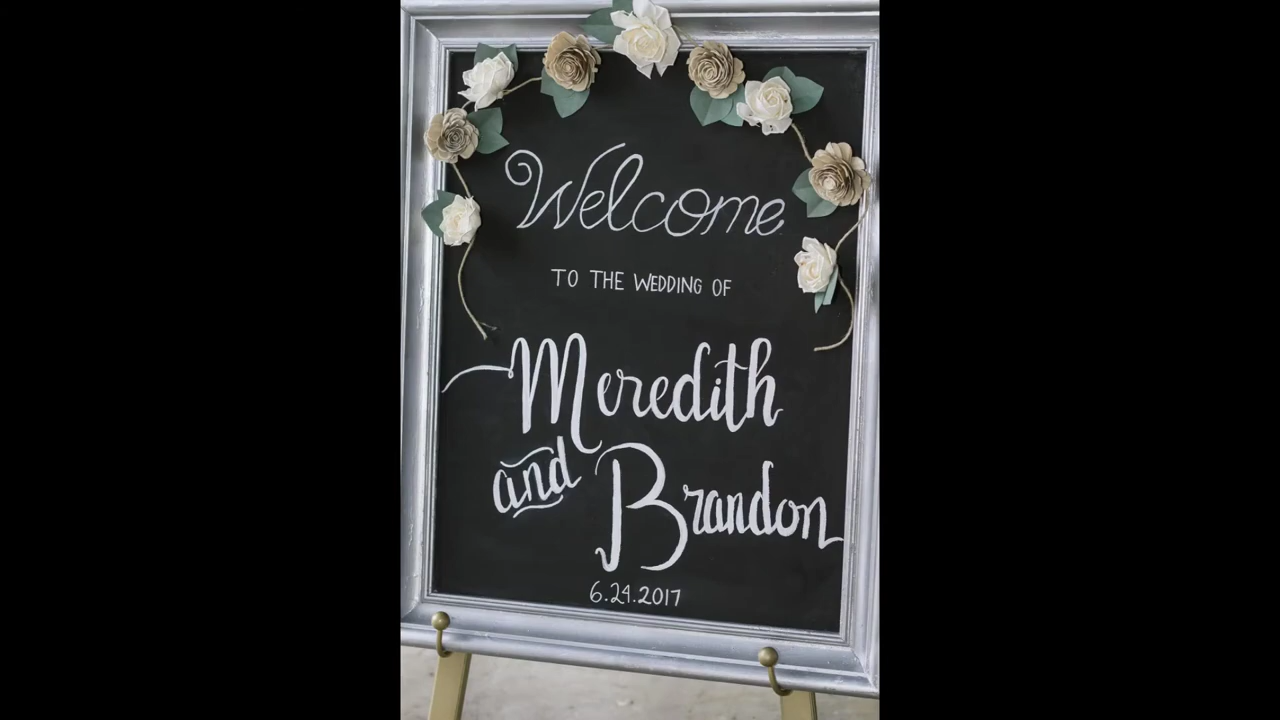 Welcome
TO THE WEDDING OF
Meredith
and
Brandon
6.24.2017